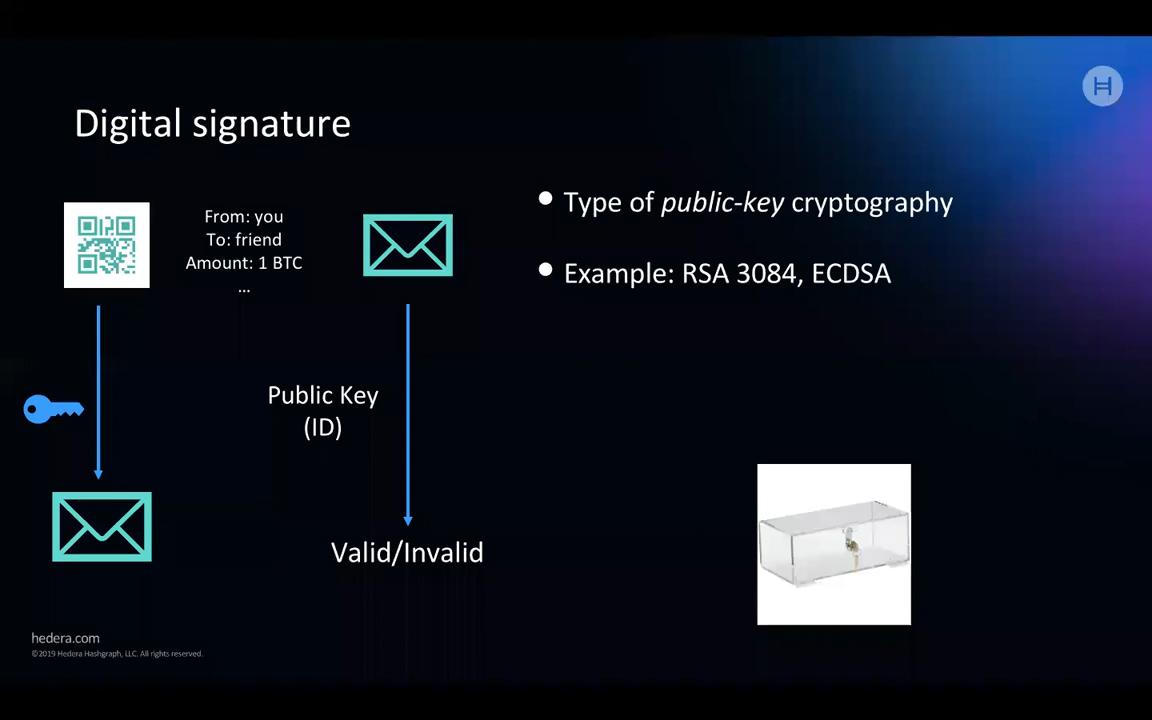 Digital signature
From: you
To: friend
Amount: 1 BTC
...
Public Key
(ID)
Valid/Invalid
Type of public-key cryptography
Example: RSA 3084, ECDSA
hedera.com
©2019 Hedera Hashgraph, LLC. All rights reserved.